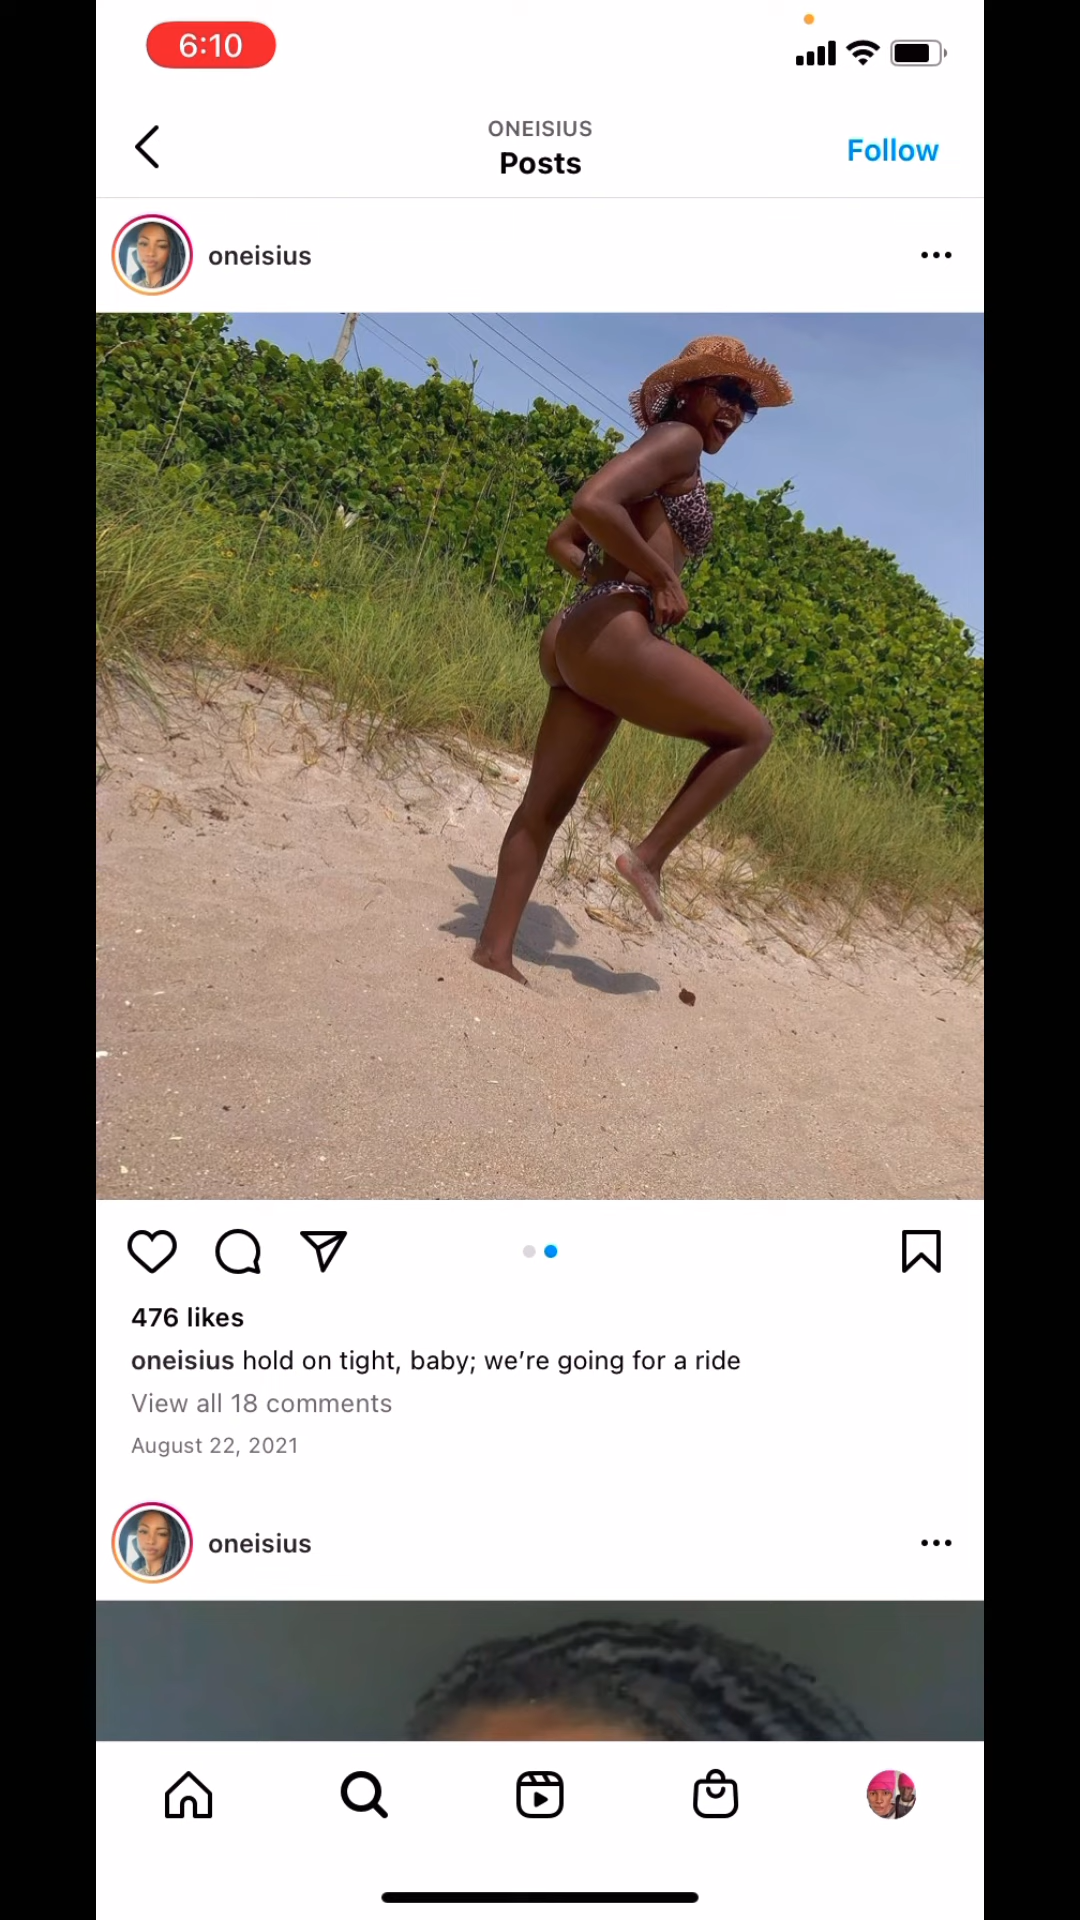 6:10
ONEISIUS
Posts
Follow
oneisius
476 likes
oneisius hold on tight, baby; we’re going for a ride
View all 18 comments
August 22, 2021
oneisius